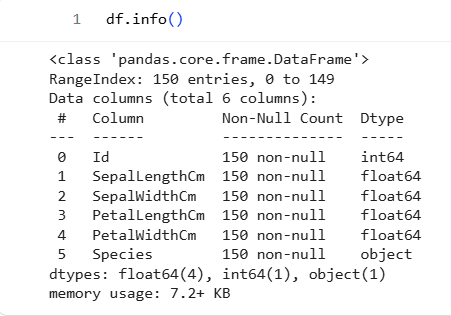 1 df.info()
<class 'pandas.core.frame.DataFrame'>
RangeIndex: 150 entries, 0 to 149
Data columns (total 6 columns):
 #   Column         Non-Null Count  Dtype
---  ------         --------------  -----
 0   Id             150 non-null    int64
 1   SepalLengthCm  150 non-null    float64
 2   SepalWidthCm   150 non-null    float64
 3   PetalLengthCm  150 non-null    float64
 4   PetalWidthCm   150 non-null    float64
 5   Species        150 non-null    object
dtypes: float64(4), int64(1), object(1)
memory usage: 7.2+ KB